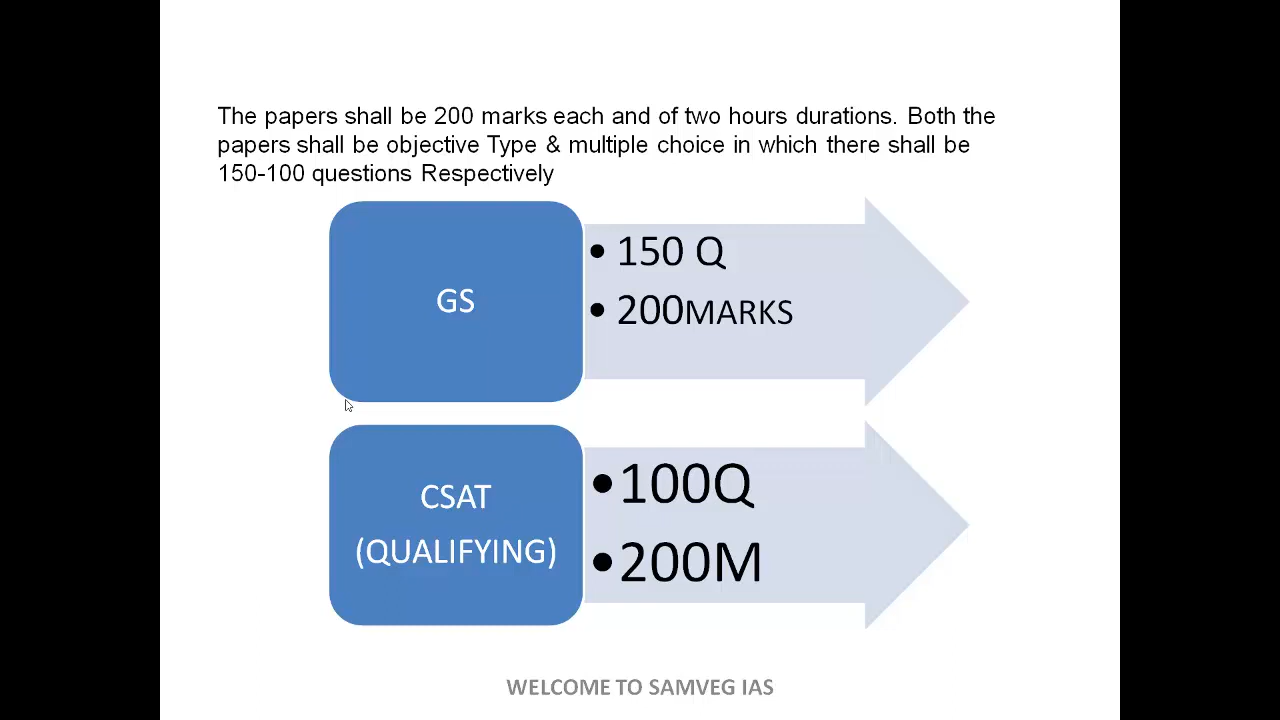 The papers shall be 200 marks each and of two hours durations. Both the
papers shall be objective Type & multiple choice in which there shall be
150-100 questions Respectively
GS
• 150 Q
• 200MARKS
CSAT
(QUALIFYING)
•100Q
•200M
WELCOME TO SAMVEG IAS